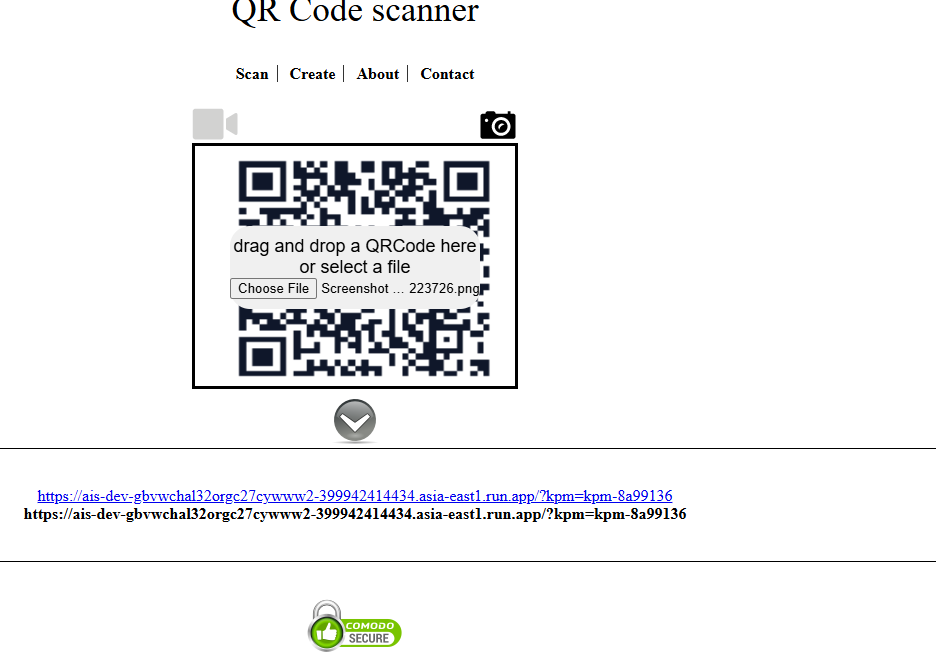 QR Code scanner
Scan | Create | About | Contact
drag and drop a QRCode here
or select a file
Choose File Screenshot ... 223726.png
https://ais-dev-gbvwchal32orgc27cywww2-399942414434.asia-east1.run.app/?kpm=kpm-8a99136
https://ais-dev-gbvwchal32orgc27cywww2-399942414434.asia-east1.run.app/?kpm=kpm-8a99136
COMODO
SECURE